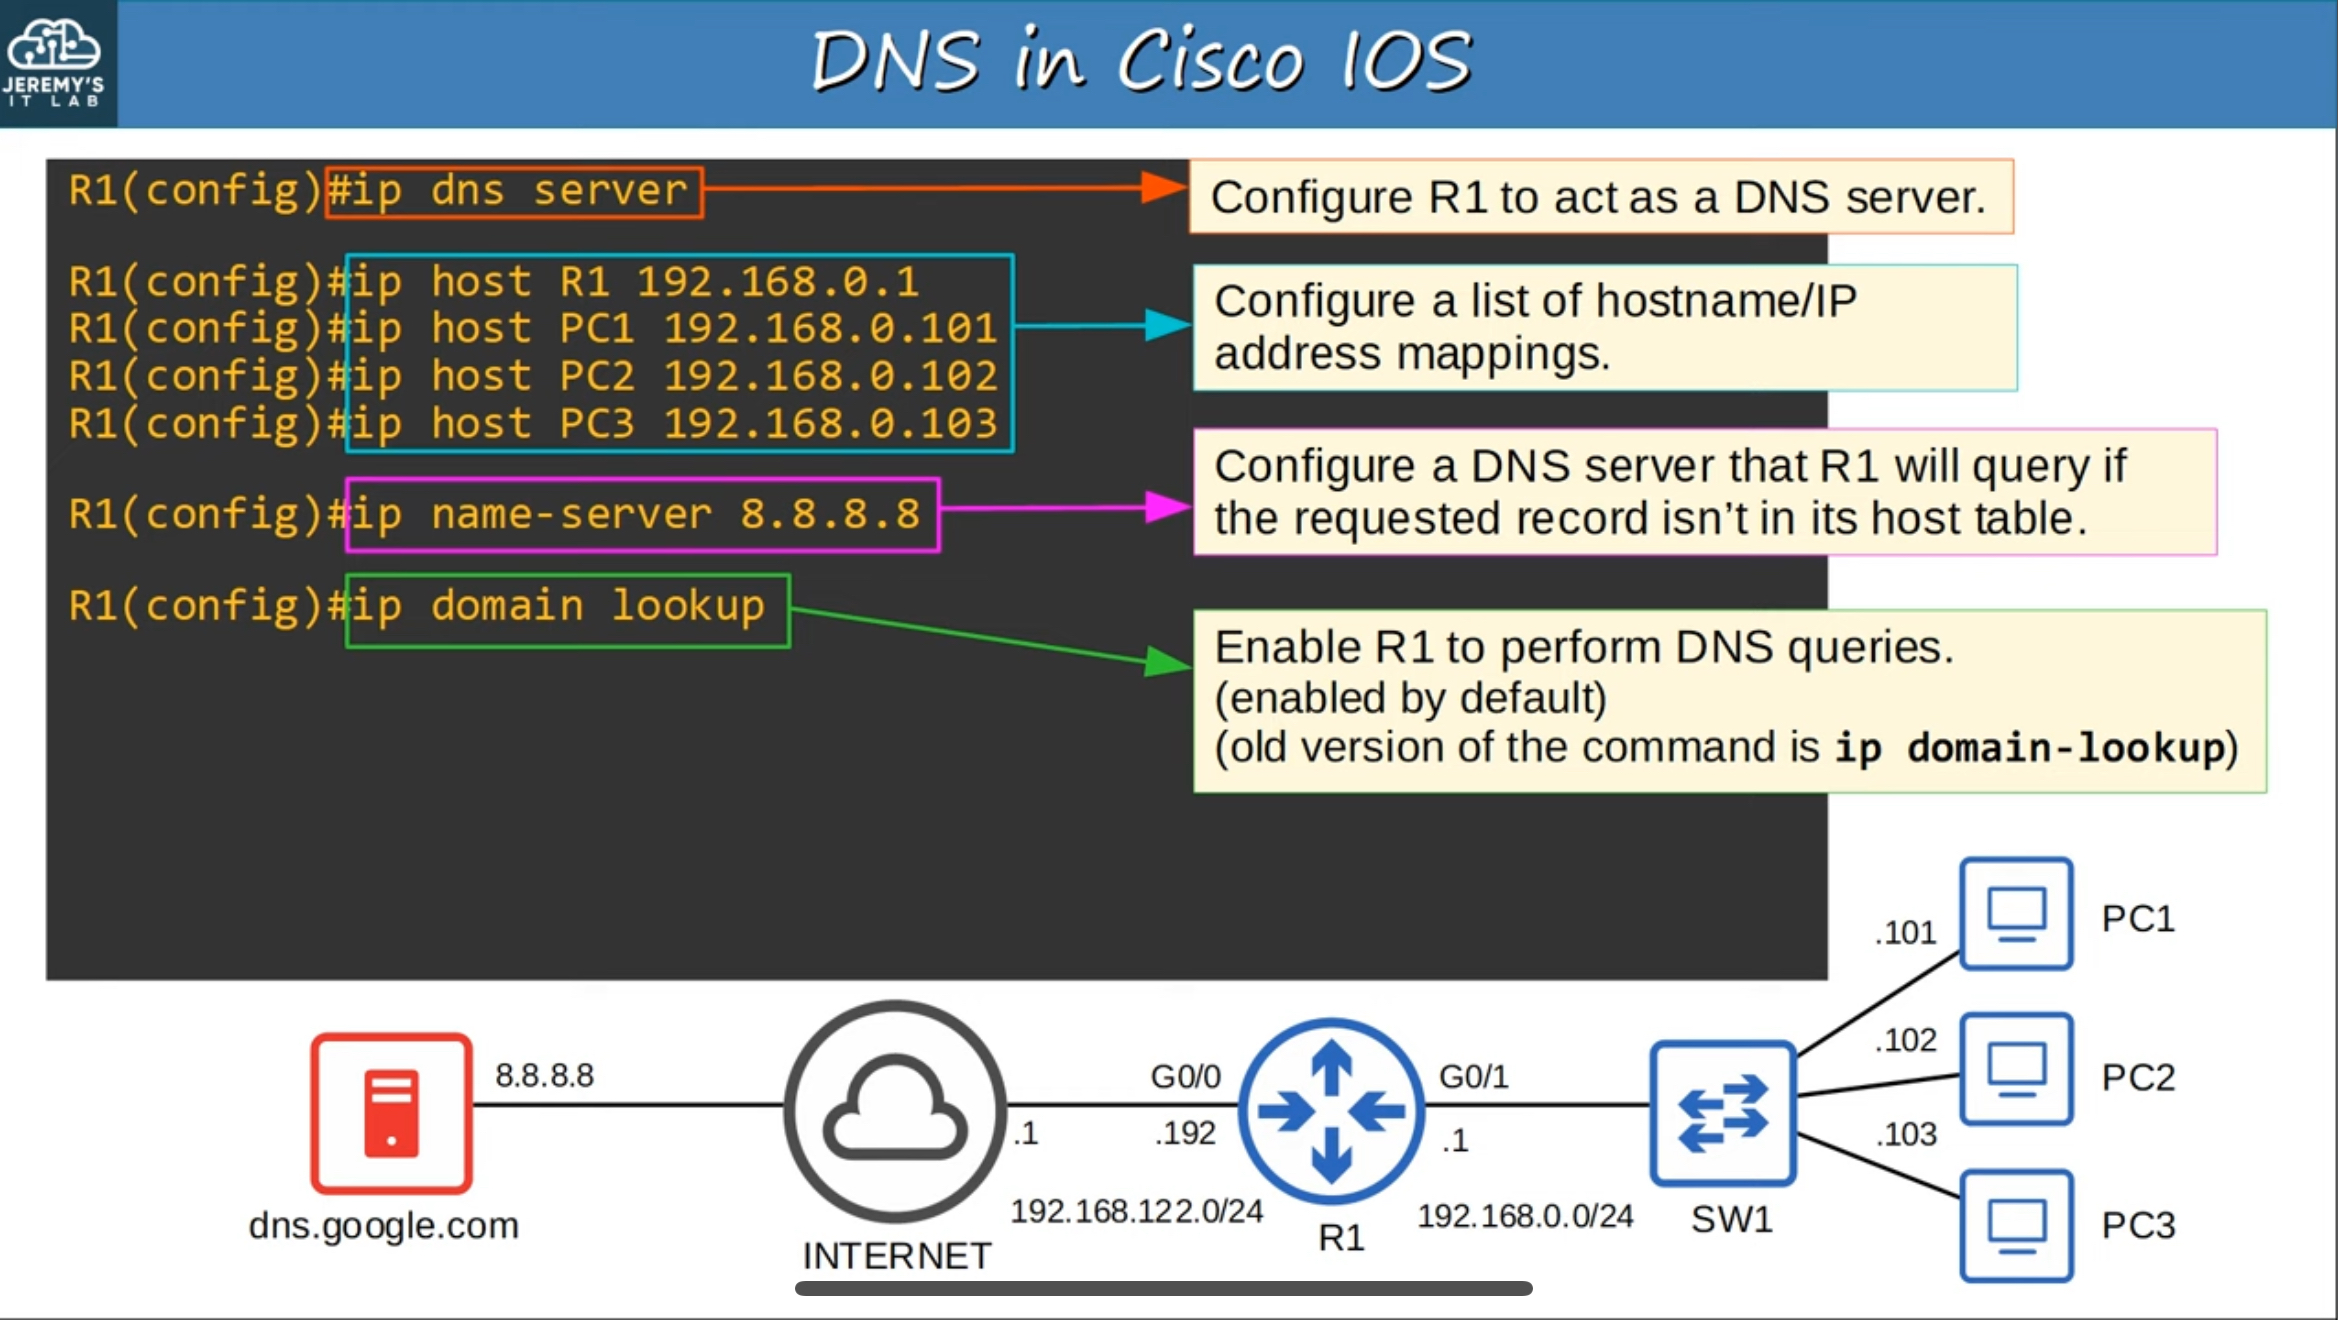 JEREMY'S
IT LAB
DNS in Cisco IOS
R1(config)#ip dns server
Configure R1 to act as a DNS server.
R1(config)#ip host R1 192.168.0.1
R1(config)#ip host PC1 192.168.0.101
R1(config)#ip host PC2 192.168.0.102
R1(config)#ip host PC3 192.168.0.103
Configure a list of hostname/IP
address mappings.
R1(config)#ip name-server 8.8.8.8
Configure a DNS server that R1 will query if
the requested record isn’t in its host table.
R1(config)#ip domain lookup
Enable R1 to perform DNS queries.
(enabled by default)
(old version of the command is ip domain-lookup)
8.8.8.8
dns.google.com
INTERNET
.1
G0/0
.192
192.168.122.0/24
R1
G0/1
.1
192.168.0.0/24
SW1
.101
PC1
.102
PC2
.103
PC3